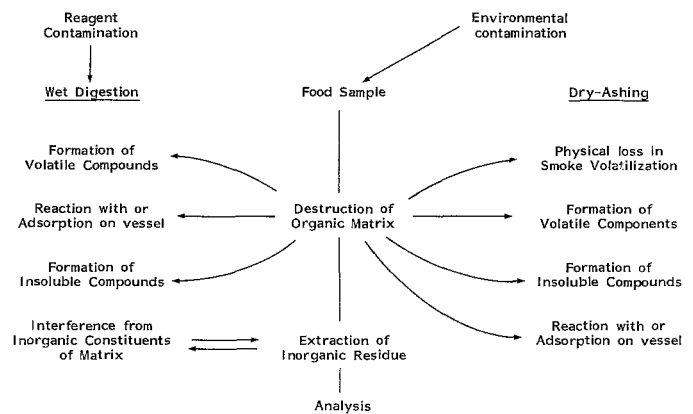 Reagent
Contamination
Environmental
contamination
Wet Digestion
Food Sample
Dry-Ashing
Formation of
Volatile Compounds
Physical loss in
Smoke Volatilization
Reaction with or
Adsorption on vessel
Destruction of
Organic Matrix
Formation of
Volatile Components
Formation of
Insoluble Compounds
Formation of
Insoluble Compounds
Interference from
Inorganic Constituents
of Matrix
Extraction of
Inorganic Residue
Reaction with or
Adsorption on vessel
Analysis